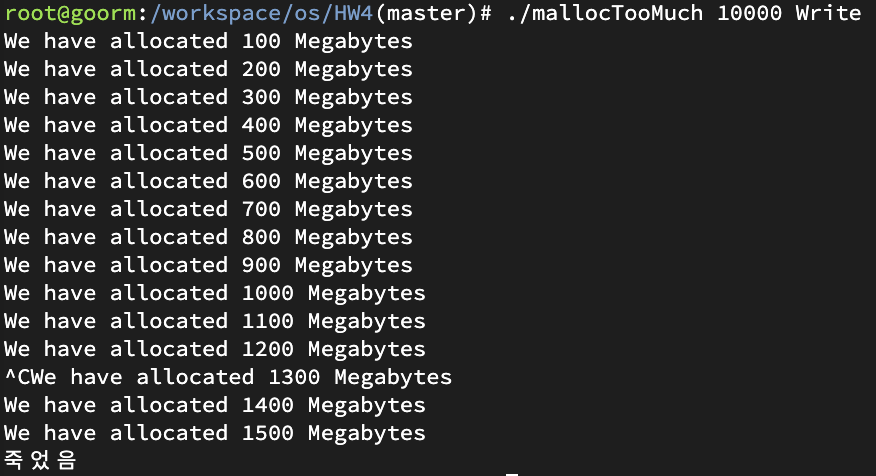 root@goorm:/workspace/os/HW4(master)# ./mallocTooMuch 10000 Write
We have allocated 100 Megabytes
We have allocated 200 Megabytes
We have allocated 300 Megabytes
We have allocated 400 Megabytes
We have allocated 500 Megabytes
We have allocated 600 Megabytes
We have allocated 700 Megabytes
We have allocated 800 Megabytes
We have allocated 900 Megabytes
We have allocated 1000 Megabytes
We have allocated 1100 Megabytes
We have allocated 1200 Megabytes
^CWe have allocated 1300 Megabytes
We have allocated 1400 Megabytes
We have allocated 1500 Megabytes
죽었음